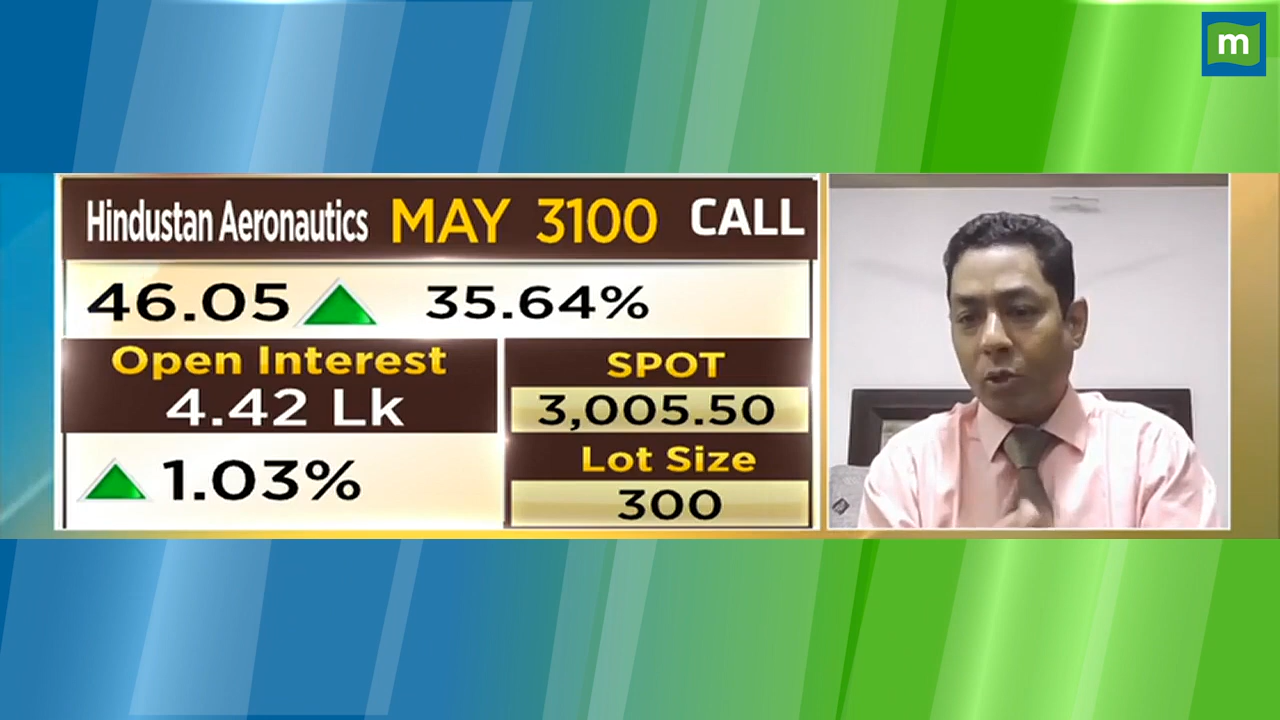 m
Hindustan Aeronautics MAY 3100 CALL
46.05 35.64%
Open Interest
4.42 Lk
1.03%
SPOT
3,005.50
Lot Size
300